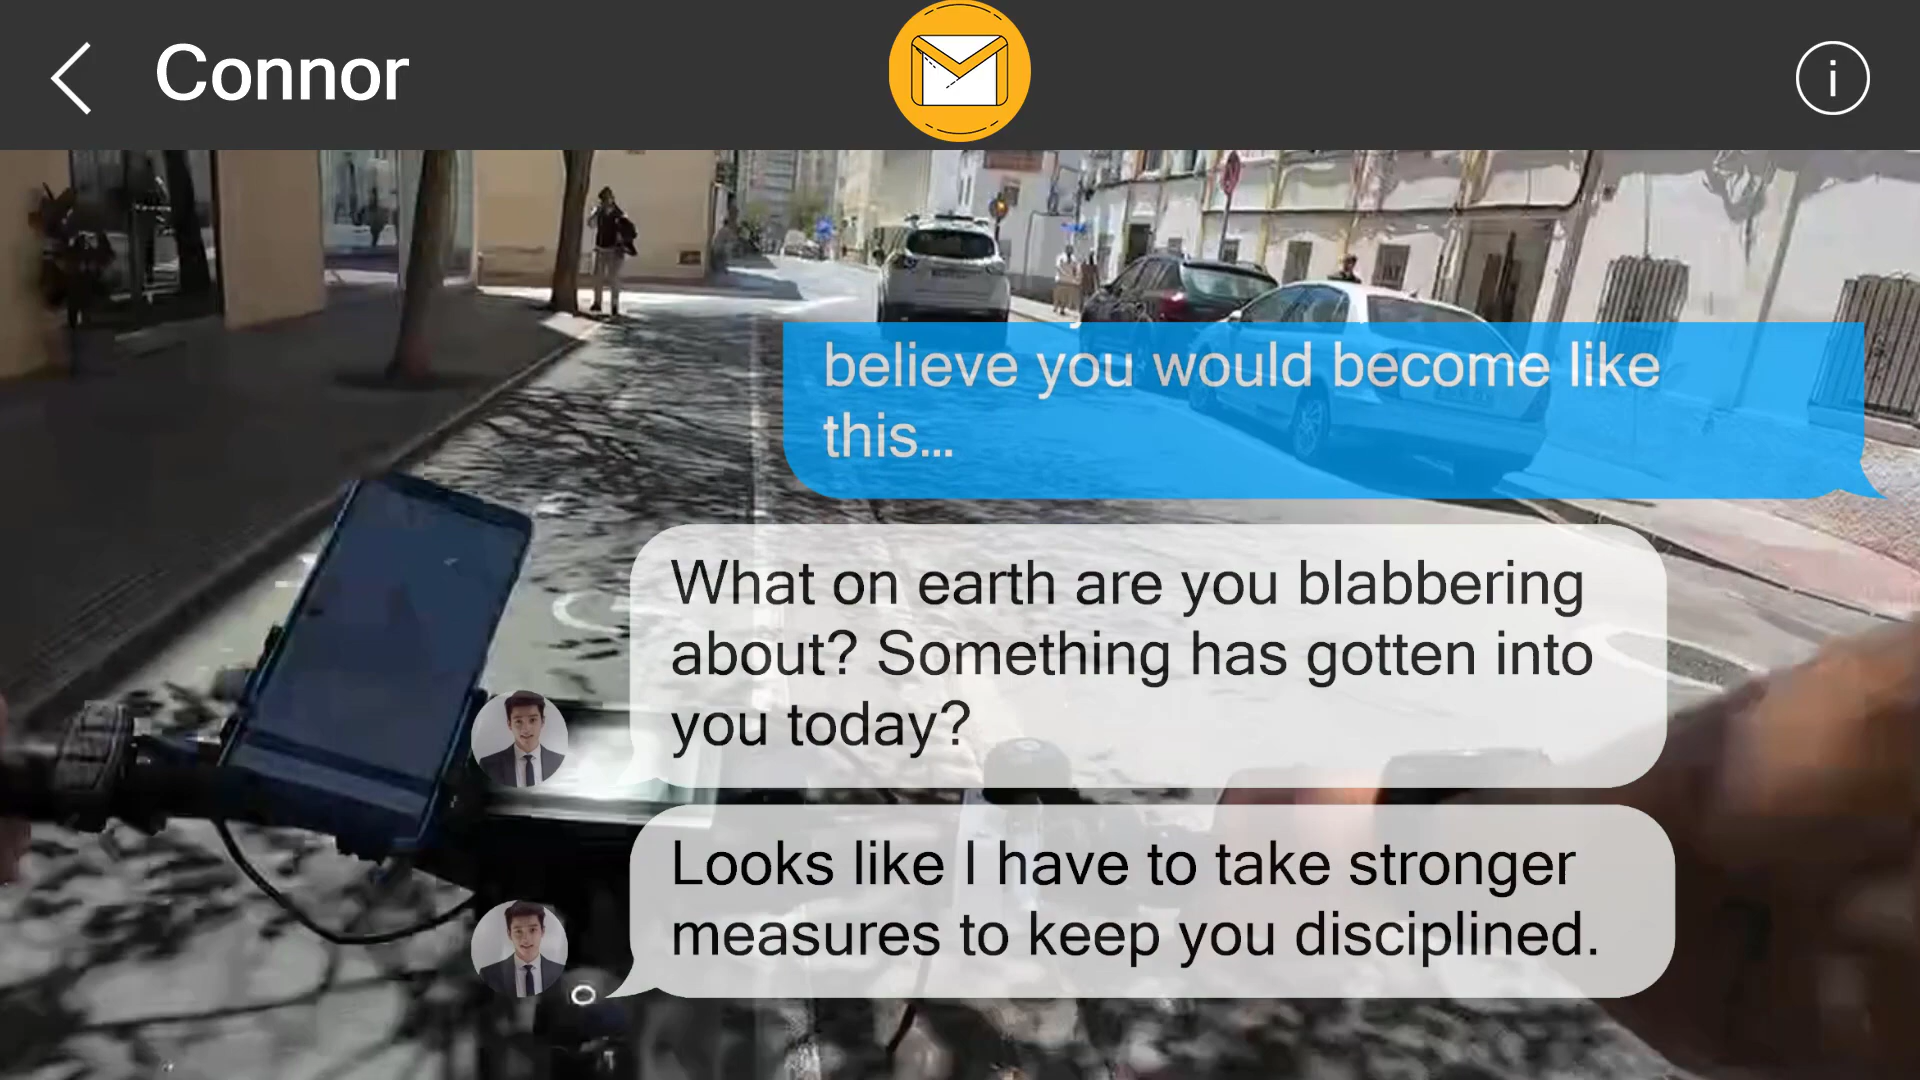 Connor
i
believe you would become like
this...
What on earth are you blabbering
about? Something has gotten into
you today?
Looks like I have to take stronger
measures to keep you disciplined.